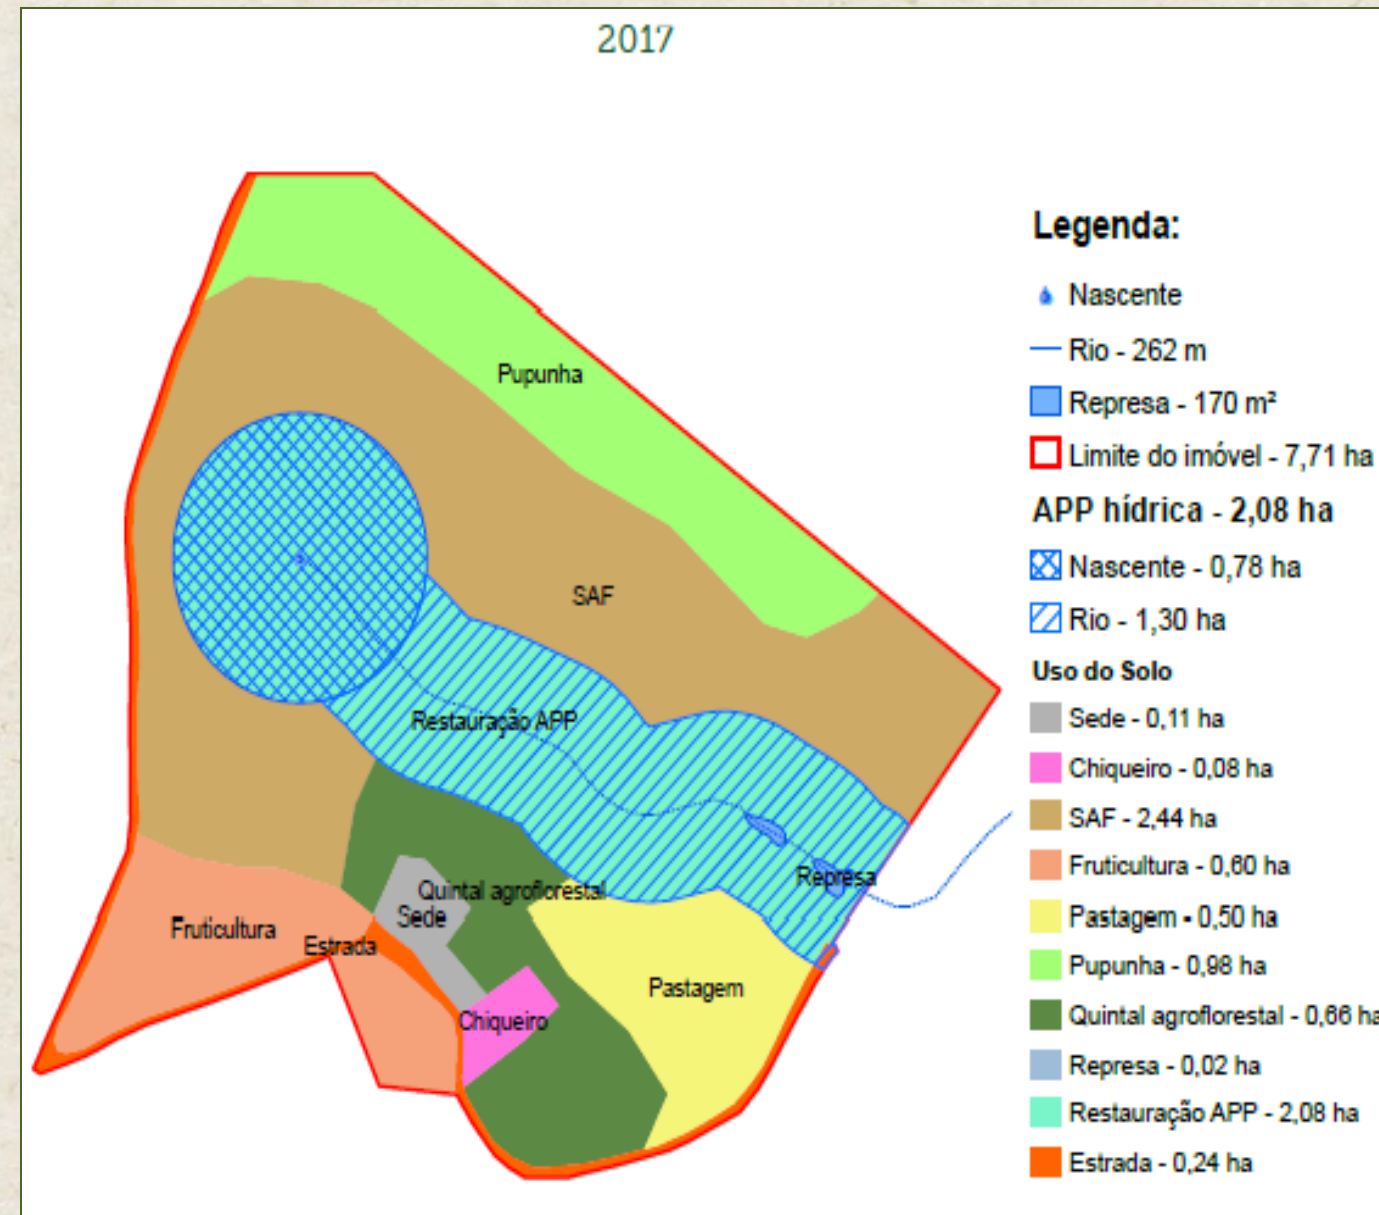 2017
Pupunha
SAF
Restauração APP
Represa
Quintal agroflorestal
Sede
Fruticultura
Estrada
Pastagem
Chiqueiro
Legenda:
Nascente
Rio - 262 m
Represa - 170 m²
Limite do imóvel - 7,71 ha
APP hídrica - 2,08 ha
Nascente - 0,78 ha
Rio - 1,30 ha
Uso do Solo
Sede - 0,11 ha
Chiqueiro - 0,08 ha
SAF - 2,44 ha
Fruticultura - 0,60 ha
Pastagem - 0,50 ha
Pupunha - 0,98 ha
Quintal agroflorestal - 0,66 ha
Represa - 0,02 ha
Restauração APP - 2,08 ha
Estrada - 0,24 ha